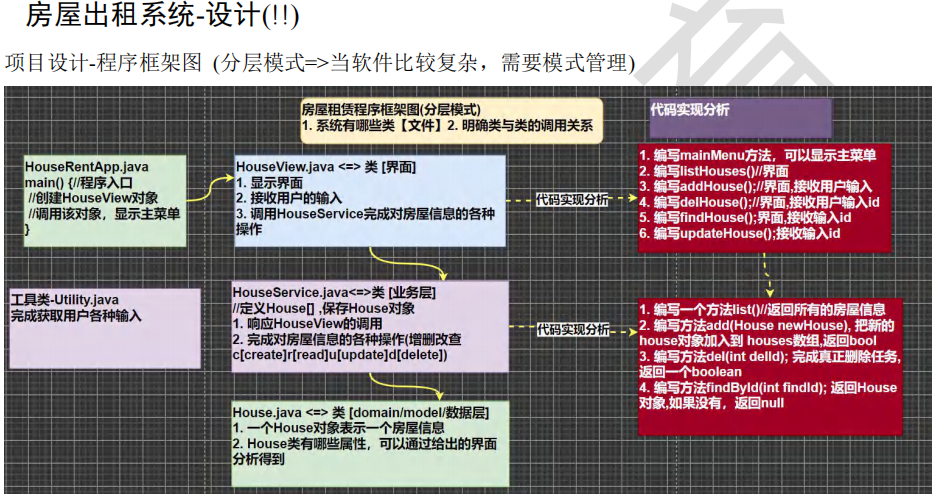 房屋出租系统-设计(!!)
项目设计-程序框架图 (分层模式=>当软件比较复杂，需要模式管理)
房屋租赁程序框架图(分层模式)
1. 系统有哪些类【文件】2. 明确类与类的调用关系
代码实现分析
HouseRentApp.java
main() {//程序入口
//创建HouseView对象
//调用该对象，显示主菜单
}
HouseView.java <=> 类 [界面]
1. 显示界面
2. 接收用户的输入
3. 调用HouseService完成对房屋信息的各种
操作
代码实现分析
1. 编写mainMenu方法，可以显示主菜单
2. 编写listHouses()//界面
3. 编写addHouse();//界面,接收用户输入
4. 编写delHouse();//界面,接收用户输入id
5. 编写findHouse();界面,接收输入id
6. 编写updateHouse();接收输入id
工具类-Utility.java
完成获取用户各种输入
HouseService.java<=>类 [业务层]
//定义House[] ,保存House对象
1. 响应HouseView的调用
2. 完成对房屋信息的各种操作(增删改查
c[create]r[read]u[update]d[delete])
代码实现分析
1. 编写一个方法list()//返回所有的房屋信息
2. 编写方法add(House newHouse), 把新的
house对象加入到 houses数组,返回bool
3. 编写方法del(int delId); 完成真正删除任务,
返回一个boolean
4. 编写方法findById(int findId); 返回House
对象,如果没有，返回null
House.java <=> 类 [domain/model/数据层]
1. 一个House对象表示一个房屋信息
2. House类有哪些属性，可以通过给出的界面
分析得到